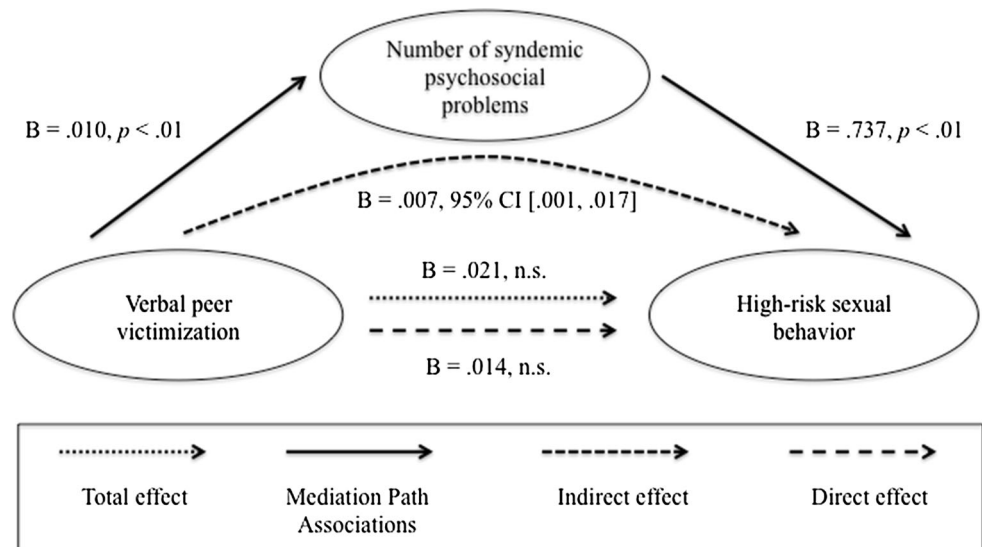 Number of syndemic
psychosocial
problems
B = .010, p < .01
B = .737, p < .01
B = .007, 95% CI [.001, .017]
B = .021, n.s.
Verbal peer
victimization
High-risk sexual
behavior
B = .014, n.s.
Total effect
Mediation Path
Associations
Indirect effect
Direct effect